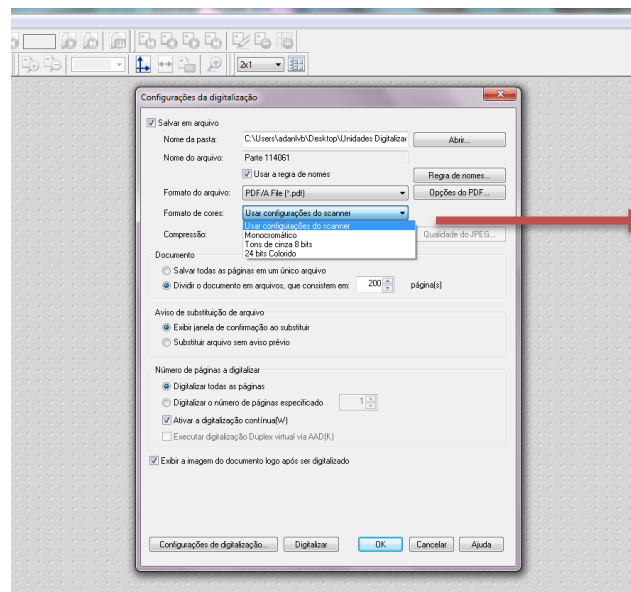 2x1
Configurações da digitalização
Salvar em arquivo
Nome da pasta: C:\Users\adanlvb\Desktop\Unidades Digitalizac Abrir...
Nome do arquivo: Parte 114061
Usar a regra de nomes Regra de nomes...
Formato do arquivo: PDF/A File (*.pdf) Opções do PDF...
Formato de cores: Usar configurações do scanner
Usar configurações do scanner
Compressão: Monocromático Qualidade do JPEG...
Tons de cinza 8 bits
Documento 24 bits Colorido
Salvar todas as páginas em um único arquivo
Dividir o documento em arquivos, que consistem em: 200 página(s)
Aviso de substituição de arquivo
Exibir janela de confirmação ao substituir
Substituir arquivo sem aviso prévio
Número de páginas a digitalizar
Digitalizar todas as páginas
Digitalizar o número de páginas especificado 1
Ativar a digitalização contínua(W)
Executar digitalização Duplex virtual via AAD(K)
Exibir a imagem do documento logo após ser digitalizado
Configurações de digitalização... Digitalizar OK Cancelar Ajuda